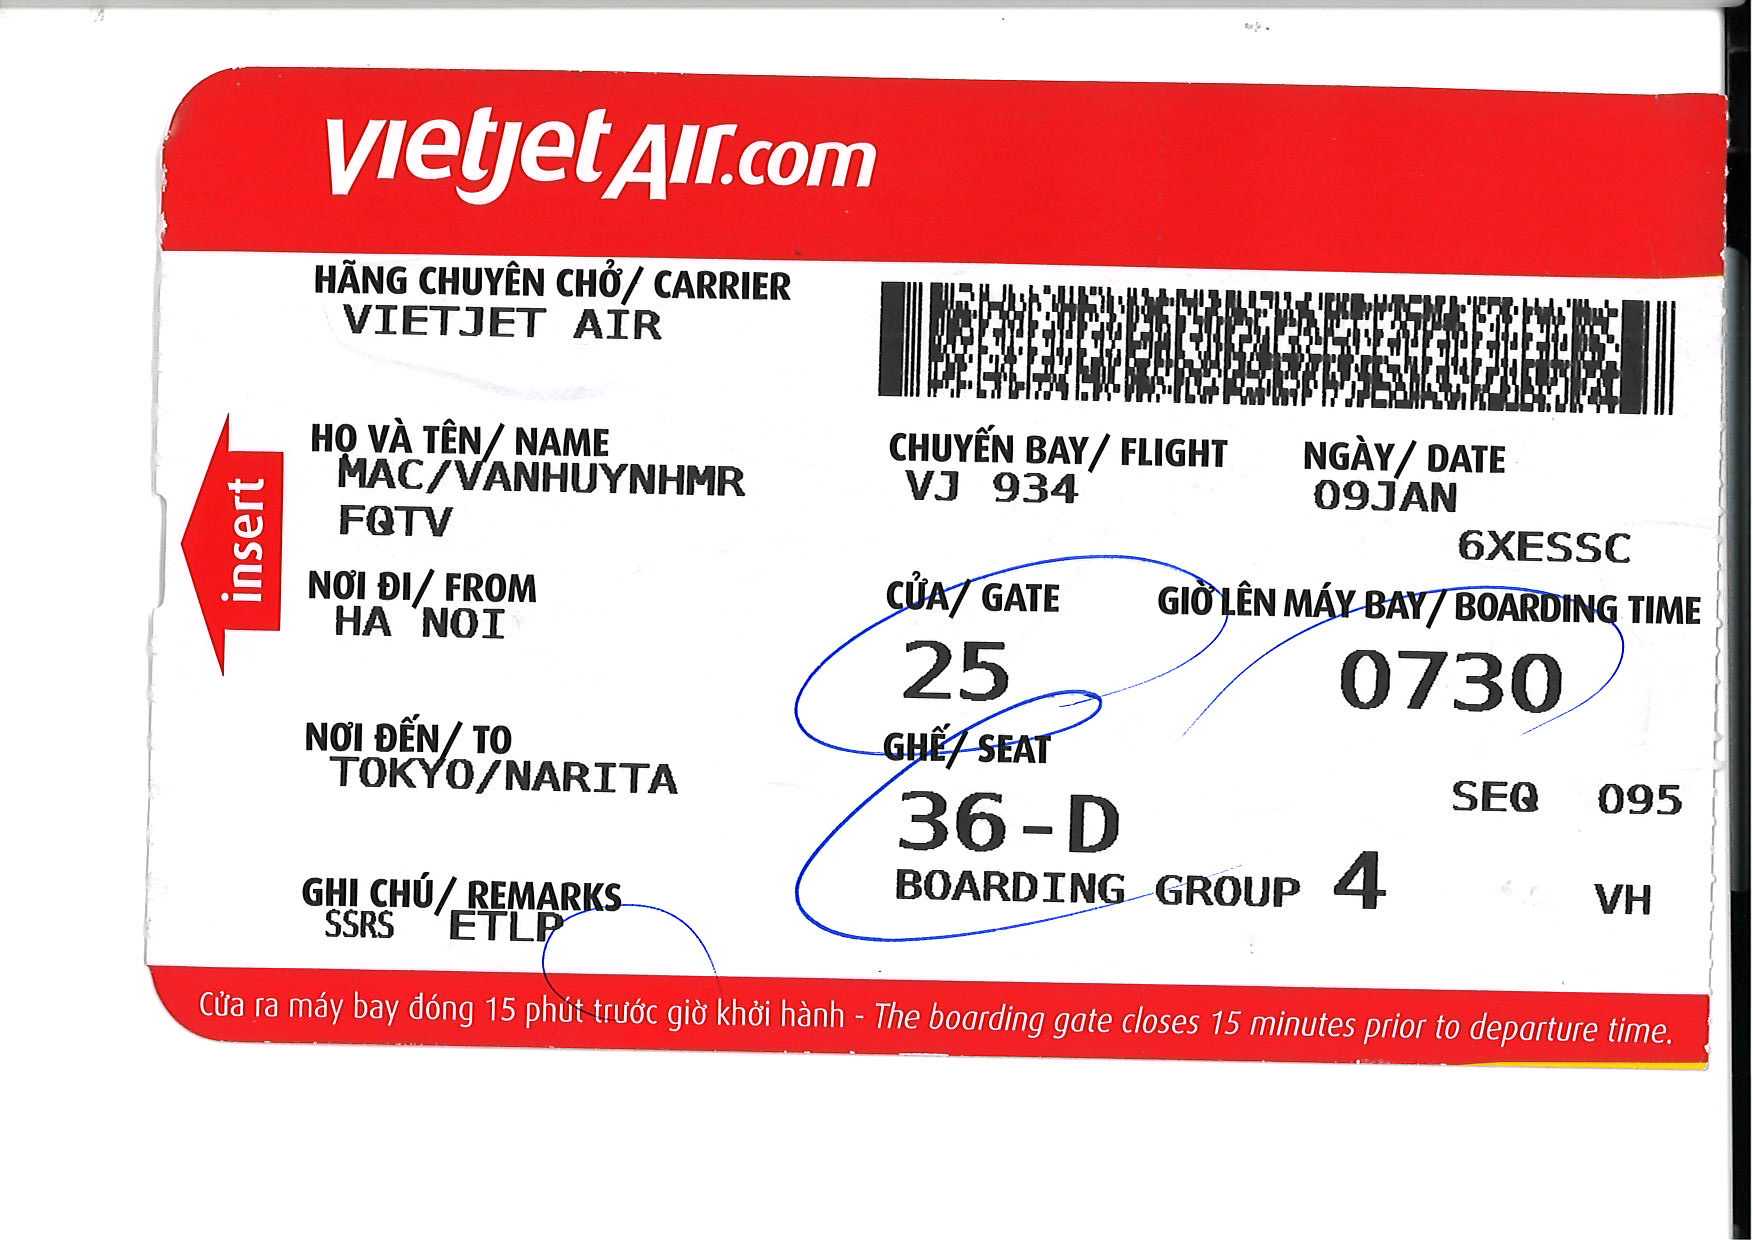 vietjetAir.com
HÃNG CHUYÊN CHỞ/ CARRIER
VIETJET AIR
HỌ VÀ TÊN/ NAME
MAC/VANHUYNHMR
FQTV
CHUYẾN BAY/ FLIGHT
VJ 934
NGÀY/ DATE
09JAN
6XESSC
insert
NƠI ĐI/ FROM
HA NOI
CỬA/ GATE
25
GIỜ LÊN MÁY BAY/ BOARDING TIME
0730
NƠI ĐẾN/ TO
TOKYO/NARITA
GHẾ/ SEAT
36-D
SEQ 095
BOARDING GROUP 4
VH
GHI CHÚ/ REMARKS
SSRS ETLP
Cửa ra máy bay đóng 15 phút trước giờ khởi hành - The boarding gate closes 15 minutes prior to departure time.